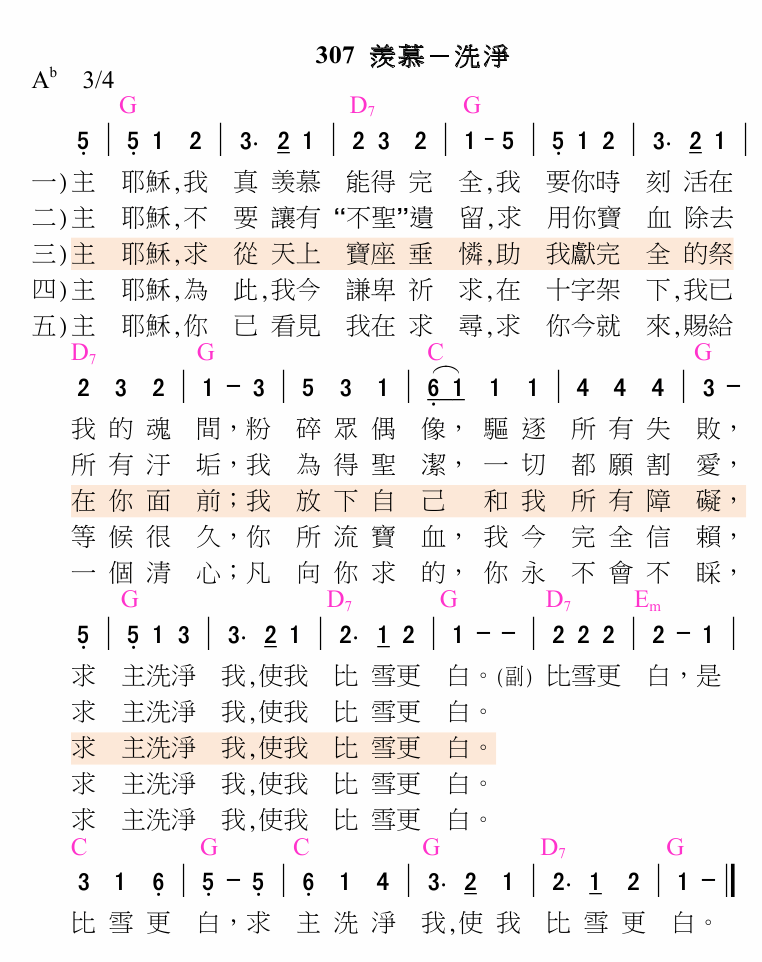 307 羨慕－洗淨
Aᵇ 3/4
G D₇ G
5̣ | 5̣ 1 2 | 3· 2 1 | 2 3 2 | 1 - 5 | 5̣ 1 2 | 3· 2 1 |
一)主 耶穌,我 真 羨慕 能得 完 全,我 要你時 刻 活在
二)主 耶穌,不 要 讓有 “不聖”遺 留,求 用你寶 血 除去
三)主 耶穌,求 從 天上 寶座 垂 憐,助 我獻完 全 的祭
四)主 耶穌,為 此,我今 謙卑 祈 求,在 十字架 下,我已
五)主 耶穌,你 已 看見 我在 求 尋,求 你今就 來,賜給
D₇ G C G
2 3 2 | 1 － 3 | 5 3 1 | 6̣ 1 1 1 | 4 4 4 | 3 －
我 的 魂 間，粉 碎 眾 偶 像， 驅 逐 所 有 失 敗，
所 有 汙 垢，我 為 得 聖 潔，一 切 都 願 割 愛，
在 你 面 前；我 放 下 自 己 和 我 所 有 障 礙，
等 候 很 久，你 所 流 寶 血，我 今 完 全 信 賴，
一 個 清 心；凡 向 你 求 的，你 永 不 會 不 睬，
G D₇ G D₇ Eₘ
5̣ | 5̣ 1 3 | 3· 2 1 | 2· 1 2 | 1 － － | 2 2 2 | 2 － 1 |
求 主洗淨 我,使我 比 雪更 白。(副) 比雪更 白，是
求 主洗淨 我,使我 比 雪更 白。
求 主洗淨 我,使我 比 雪更 白。
求 主洗淨 我,使我 比 雪更 白。
求 主洗淨 我,使我 比 雪更 白。
C G C G D₇ G
3 1 6̣ | 5̣ － 5̣ | 6̣ 1 4 | 3· 2 1 | 2· 1 2 | 1 － ‖
比 雪 更 白，求 主 洗 淨 我,使 我 比 雪 更 白。